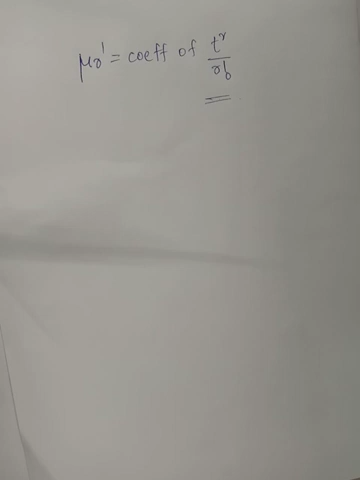 μr' = coeff of t^r/r!